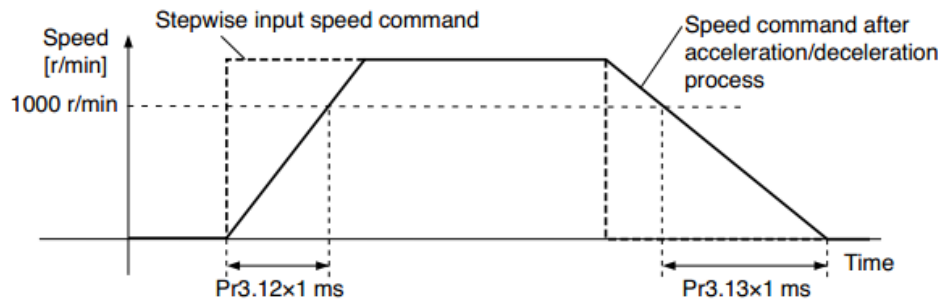 Stepwise input speed command
Speed
[r/min]
Speed command after
acceleration/deceleration
process
1000 r/min
Time
Pr3.12×1 ms
Pr3.13×1 ms